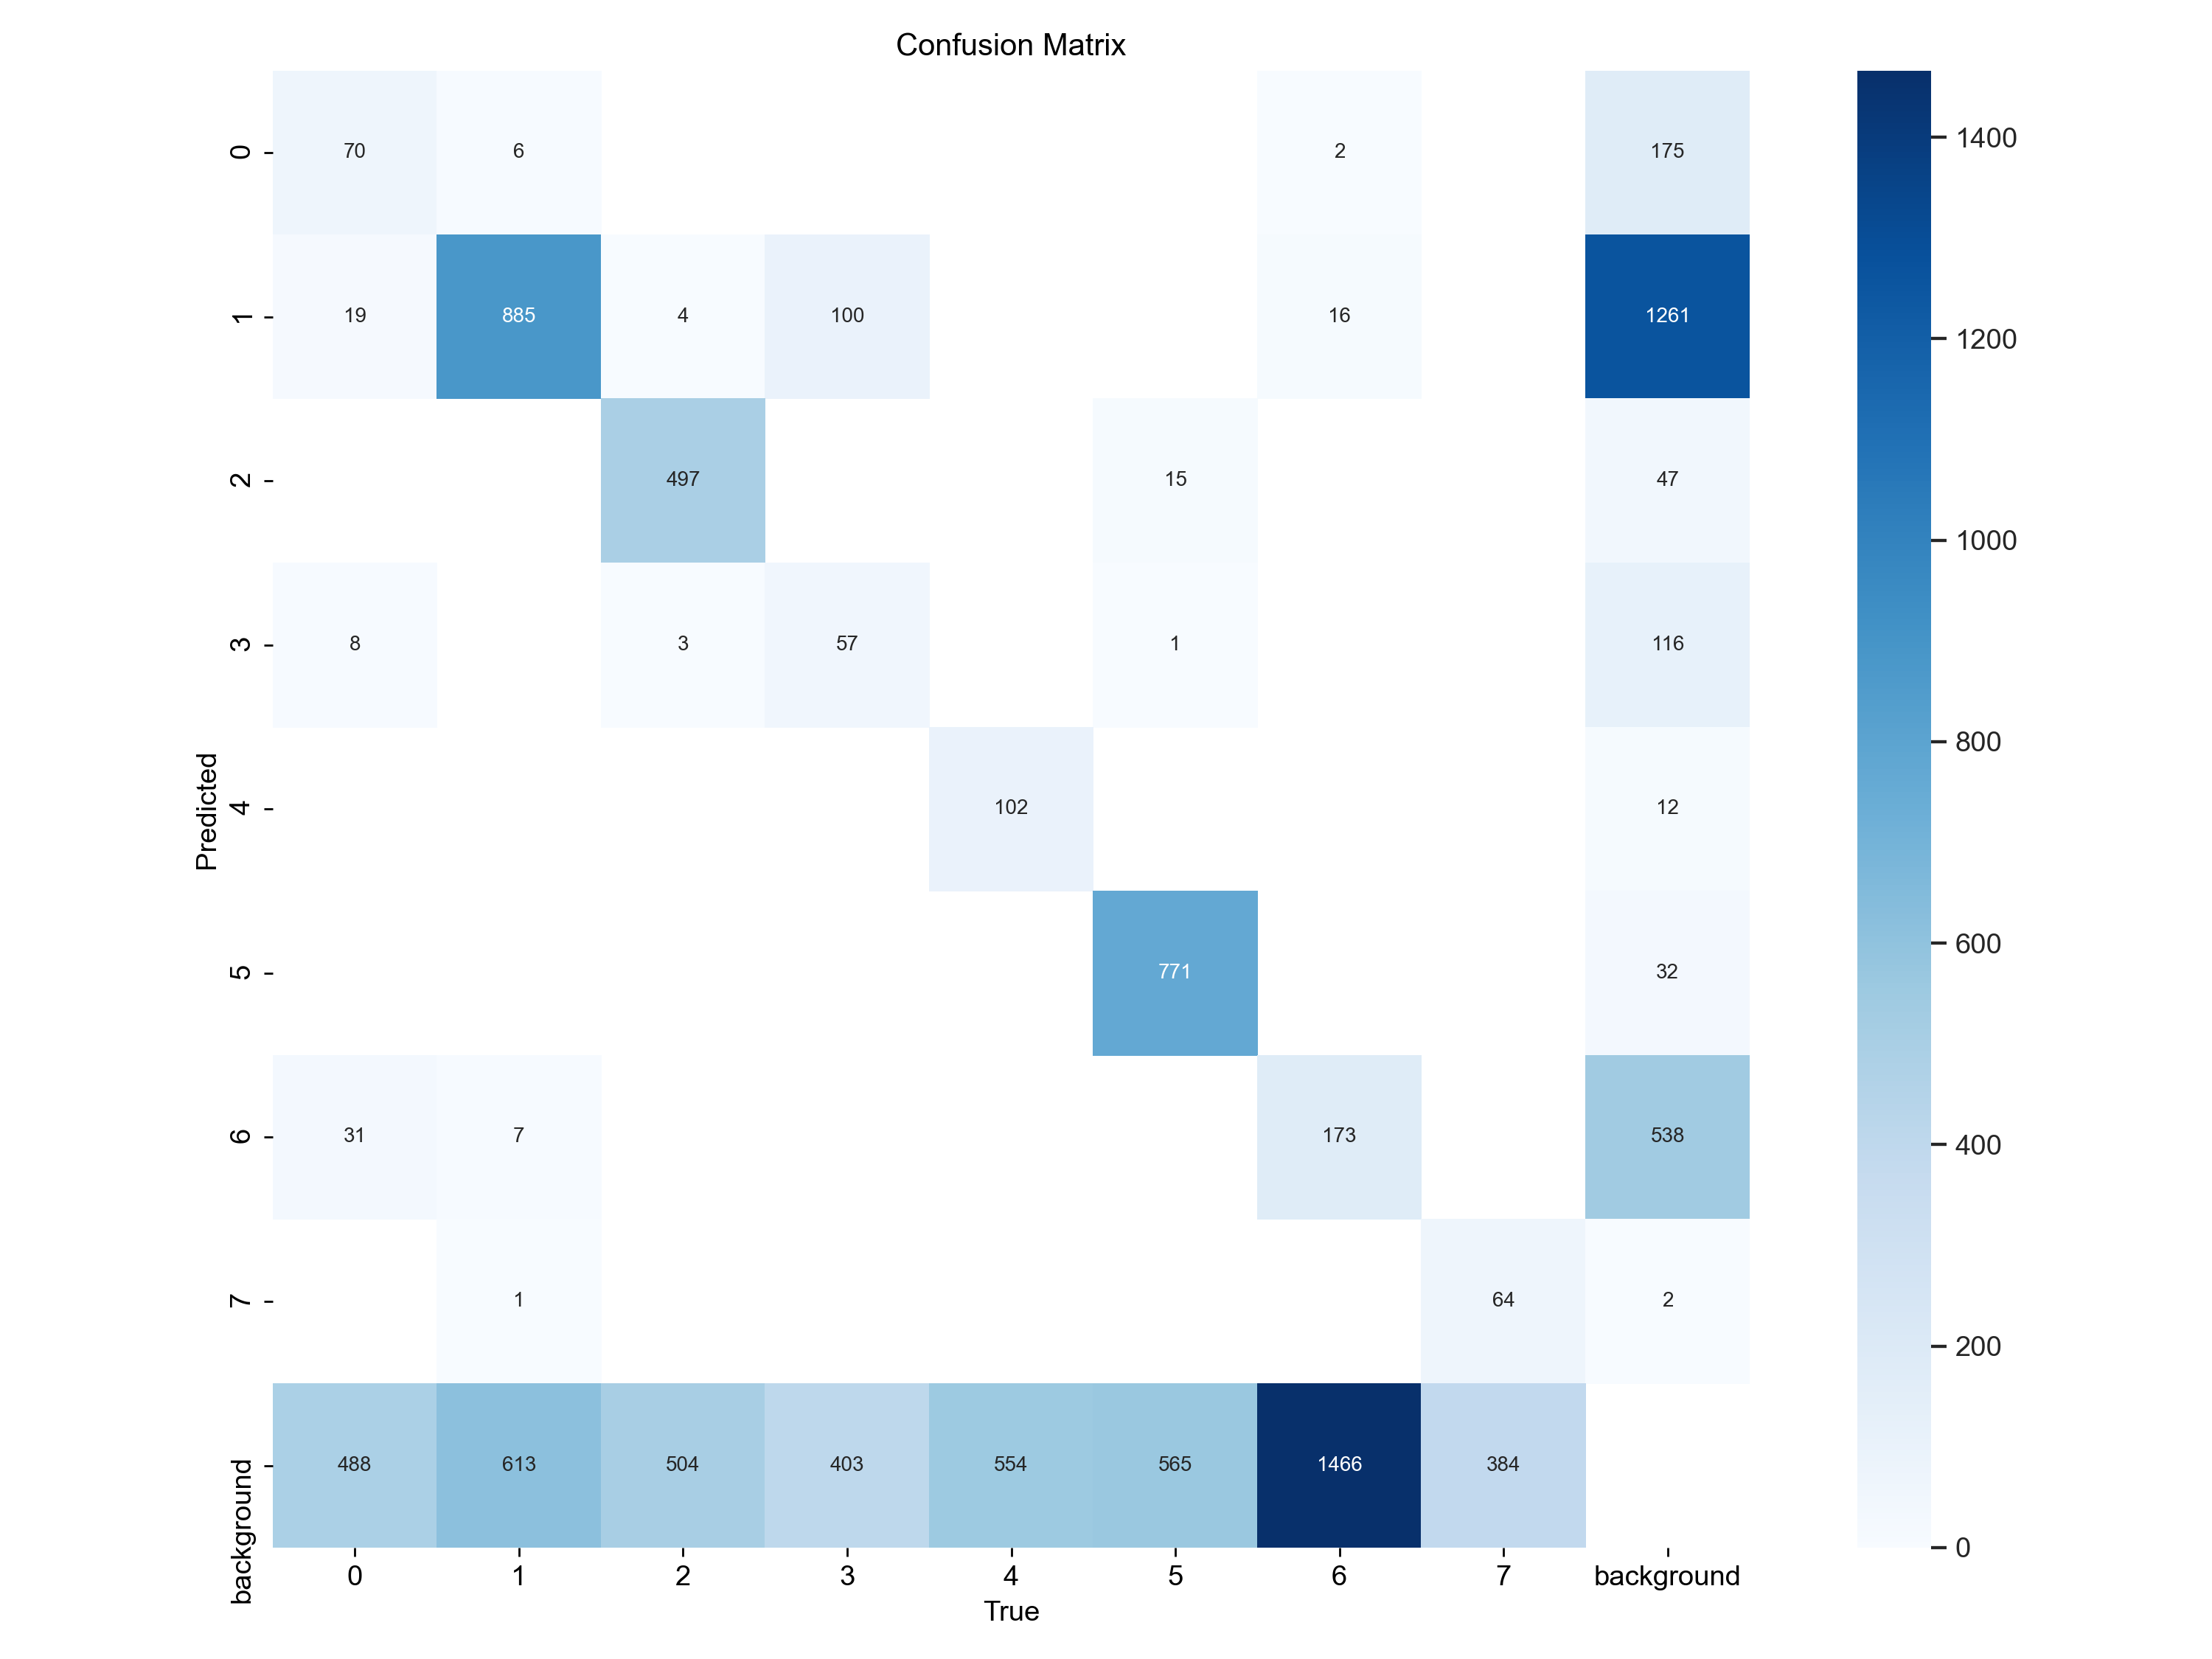 Confusion Matrix
0 70 6 2 175
1 19 885 4 100 16 1261
2 497 15 47
3 8 3 57 1 116
4 102 12
5 771 32
6 31 7 173 538
7 1 64 2
background 488 613 504 403 554 565 1466 384
0 1 2 3 4 5 6 7 background
True
Predicted
1400
1200
1000
800
600
400
200
0